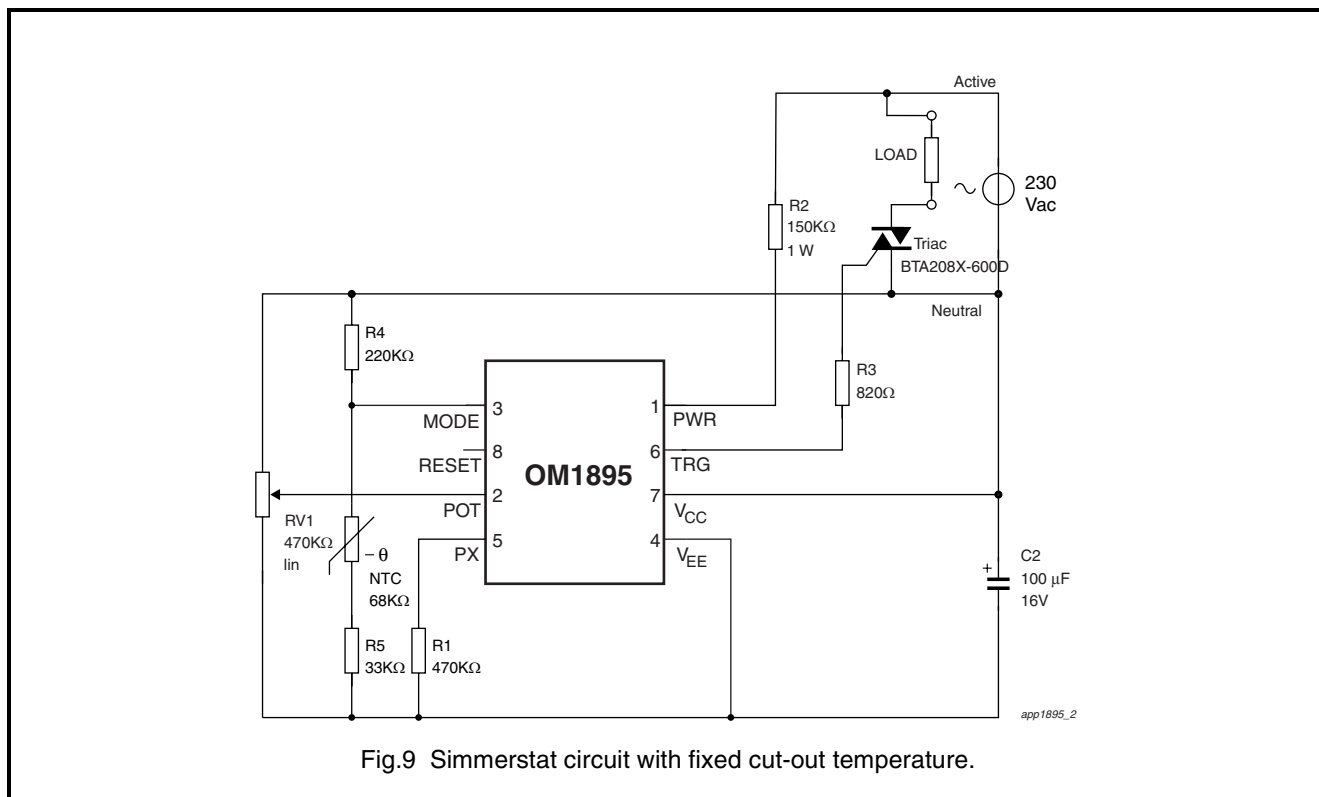 Active
LOAD
230
Vac
R2
150KΩ
1 W
Triac
BTA208X-600D
Neutral
R4
220KΩ
R3
820Ω
3
MODE
1
PWR
8
RESET
6
TRG
OM1895
2
POT
7
VCC
RV1
470KΩ
lin
5
PX
4
VEE
– θ
NTC
68KΩ
C2
+
100 µF
16V
R5
33KΩ
R1
470KΩ
app1895_2
Fig.9 Simmerstat circuit with fixed cut-out temperature.